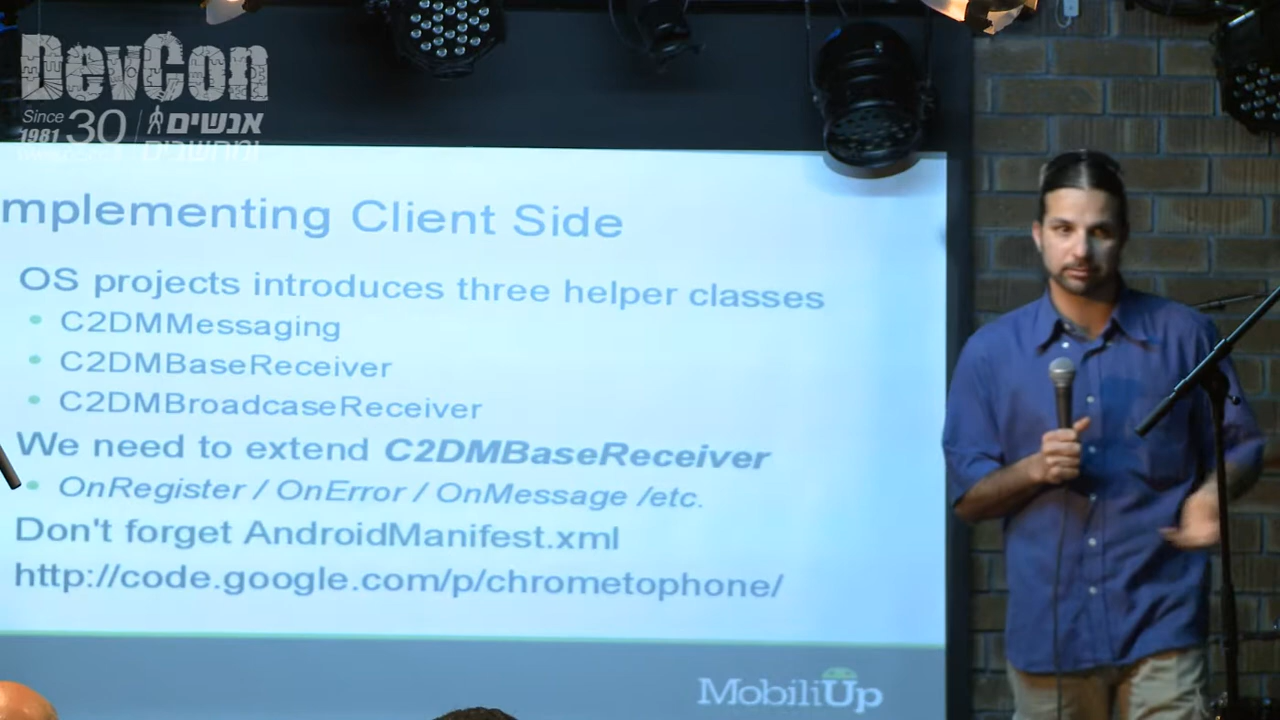 DevCon
Since 1981 30 אנשים
ומחשבים
mplementing Client Side
OS projects introduces three helper classes
C2DMMessaging
C2DMBaseReceiver
C2DMBroadcaseReceiver
We need to extend C2DMBaseReceiver
OnRegister / OnError / OnMessage /etc.
Don't forget AndroidManifest.xml
http://code.google.com/p/chrometophone/
MobiliUp